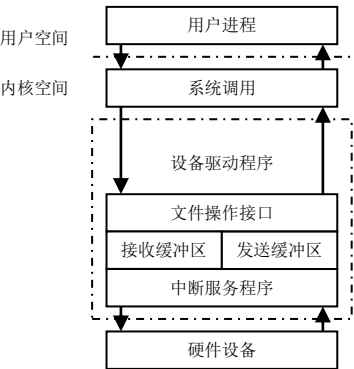 用户进程
用户空间
内核空间
系统调用
设备驱动程序
文件操作接口
接收缓冲区
发送缓冲区
中断服务程序
硬件设备